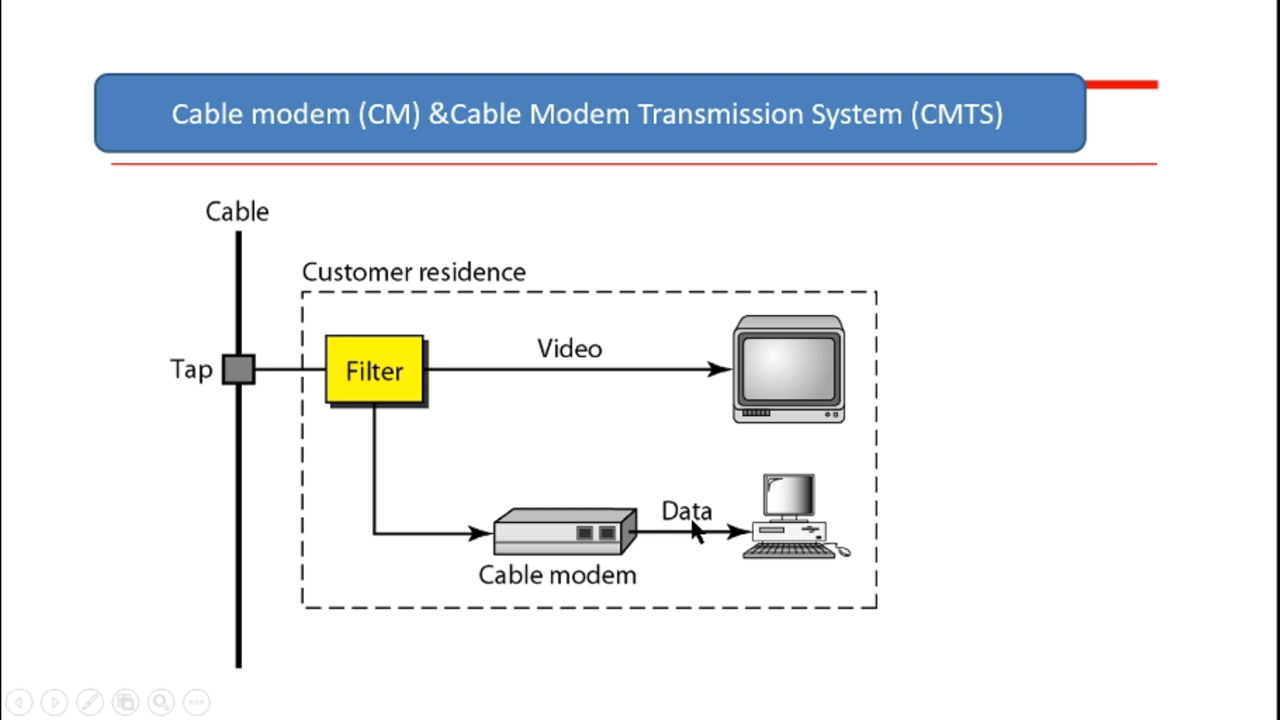 Cable modem (CM) &Cable Modem Transmission System (CMTS)
Cable
Customer residence
Video
Tap
Filter
Data
Cable modem